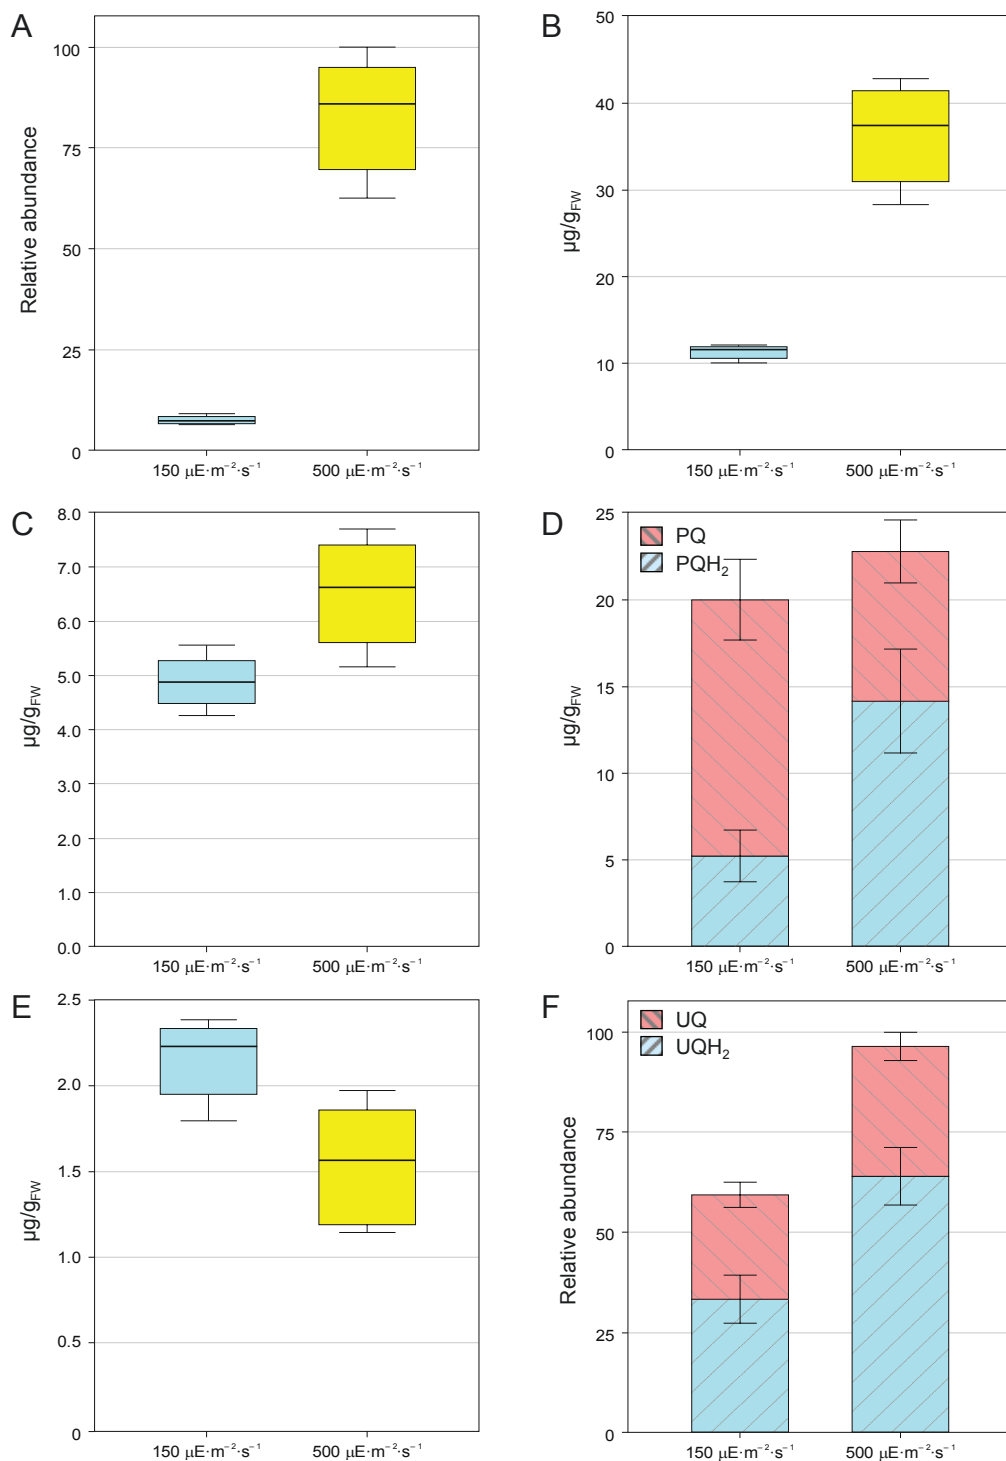 A
Relative abundance
100
75
50
25
0
150 µE·m⁻²·s⁻¹
500 µE·m⁻²·s⁻¹
B
µg/gFW
50
40
30
20
10
0
150 µE·m⁻²·s⁻¹
500 µE·m⁻²·s⁻¹
C
µg/gFW
8.0
7.0
6.0
5.0
4.0
3.0
2.0
1.0
0.0
150 µE·m⁻²·s⁻¹
500 µE·m⁻²·s⁻¹
D
µg/gFW
25
20
15
10
5
0
PQ
PQH₂
150 µE·m⁻²·s⁻¹
500 µE·m⁻²·s⁻¹
E
µg/gFW
2.5
2.0
1.5
1.0
0.5
0
150 µE·m⁻²·s⁻¹
500 µE·m⁻²·s⁻¹
F
Relative abundance
100
75
50
25
0
UQ
UQH₂
150 µE·m⁻²·s⁻¹
500 µE·m⁻²·s⁻¹